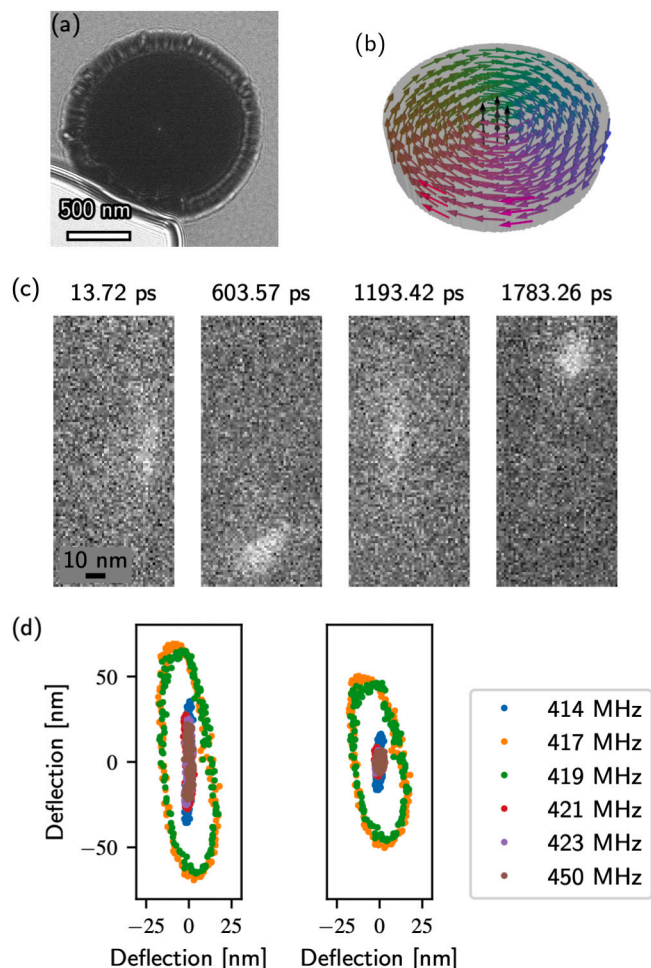 (a)
(b)
500 nm
(c)
13.72 ps 603.57 ps 1193.42 ps 1783.26 ps
10 nm
(d)
Deflection [nm]
50
0
−50
−25 0 25
−25 0 25
Deflection [nm] Deflection [nm]
414 MHz
417 MHz
419 MHz
421 MHz
423 MHz
450 MHz